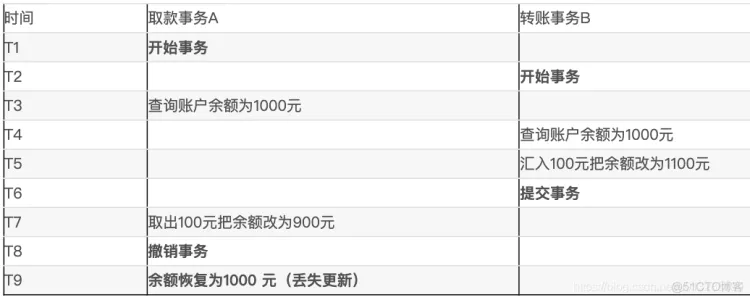 时间 取款事务A 转账事务B
T1 开始事务
T2 开始事务
T3 查询账户余额为1000元
T4 查询账户余额为1000元
T5 汇入100元把余额改为1100元
T6 提交事务
T7 取出100元把余额改为900元
T8 撤销事务
T9 余额恢复为1000 元（丢失更新）
@51CTO博客